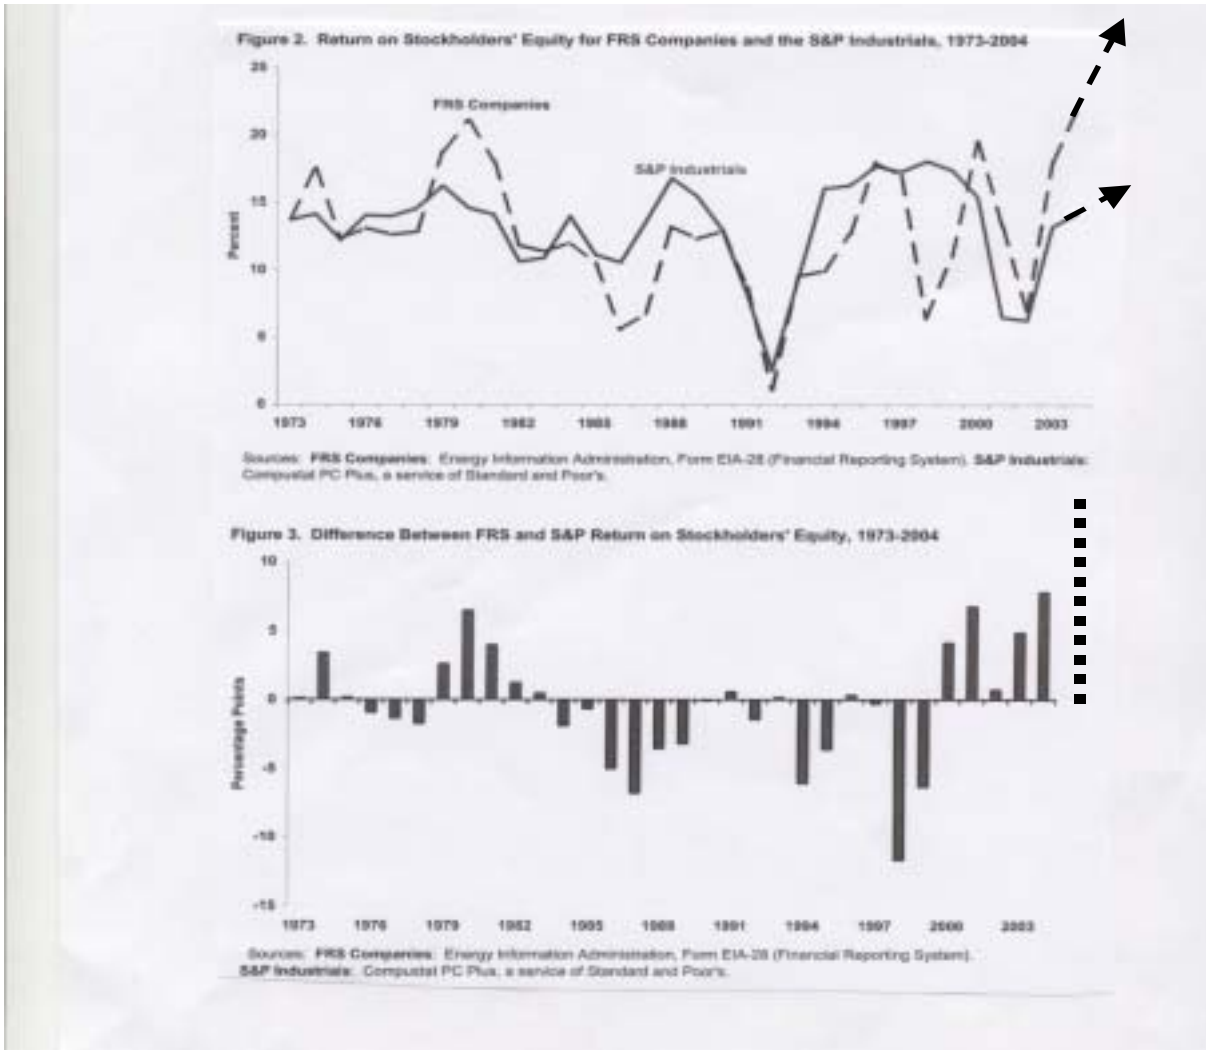 Figure 2. Return on Stockholders' Equity for FRS Companies and the S&P Industrials, 1973-2004
25
FRS Companies
20
S&P Industrials
15
Percent
10
5
0
1973 1976 1979 1982 1985 1988 1991 1994 1997 2000 2003
Sources: FRS Companies: Energy Information Administration, Form EIA-28 (Financial Reporting System). S&P Industrials:
Compustat PC Plus, a service of Standard and Poor's.
Figure 3. Difference Between FRS and S&P Return on Stockholders' Equity, 1973-2004
10
5
0
Percentage Points
-5
-10
-15
1973 1976 1979 1982 1985 1988 1991 1994 1997 2000 2003
Sources: FRS Companies: Energy Information Administration, Form EIA-28 (Financial Reporting System).
S&P Industrials: Compustat PC Plus, a service of Standard and Poor's.